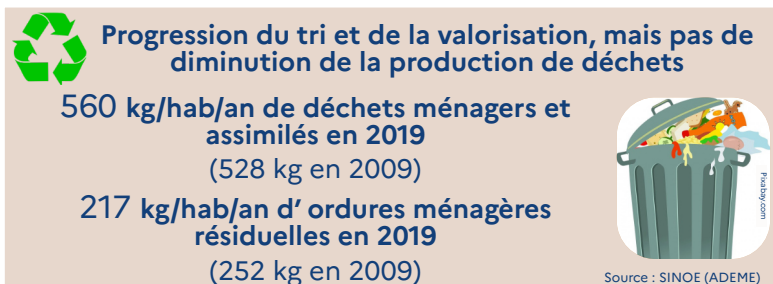 Progression du tri et de la valorisation, mais pas de
diminution de la production de déchets
560 kg/hab/an de déchets ménagers et
assimilés en 2019
(528 kg en 2009)
217 kg/hab/an d’ ordures ménagères
résiduelles en 2019
(252 kg en 2009)
Pixabay.com
Source : SINOE (ADEME)